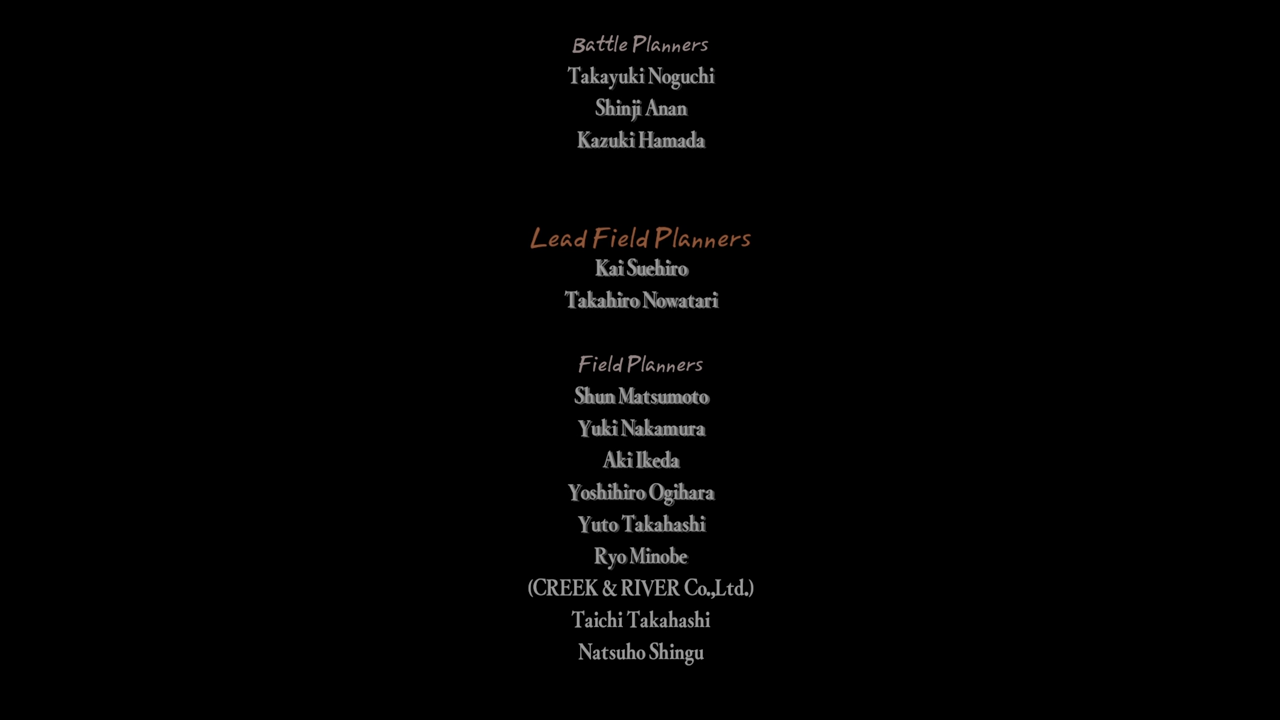 Battle Planners
Takayuki Noguchi
Shinji Anan
Kazuki Hamada
Lead Field Planners
Kai Suehiro
Takahiro Nowatari
Field Planners
Shun Matsumoto
Yuki Nakamura
Aki Ikeda
Yoshihiro Ogihara
Yuto Takahashi
Ryo Minobe
(CREEK & RIVER Co.,Ltd.)
Taichi Takahashi
Natsuho Shingu